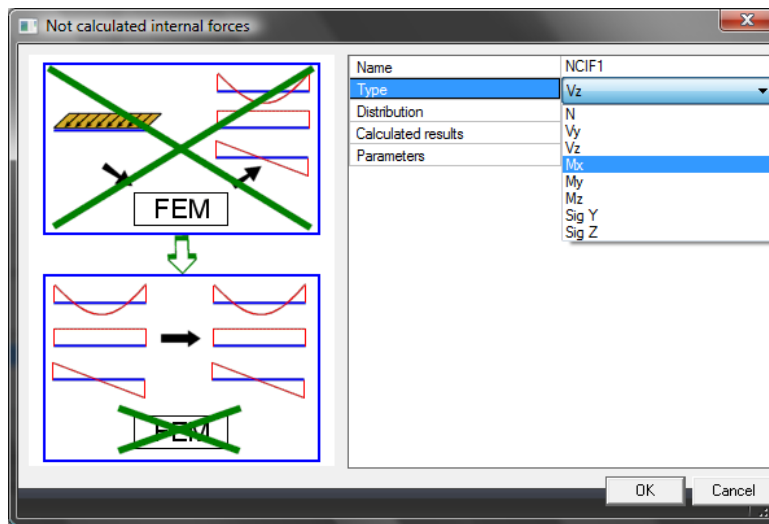 Not calculated internal forces
FEM
FEM
Name NCIF1
Type Vz
Distribution
Calculated results
Parameters
N
Vy
Vz
Mx
My
Mz
Sig Y
Sig Z
OK Cancel